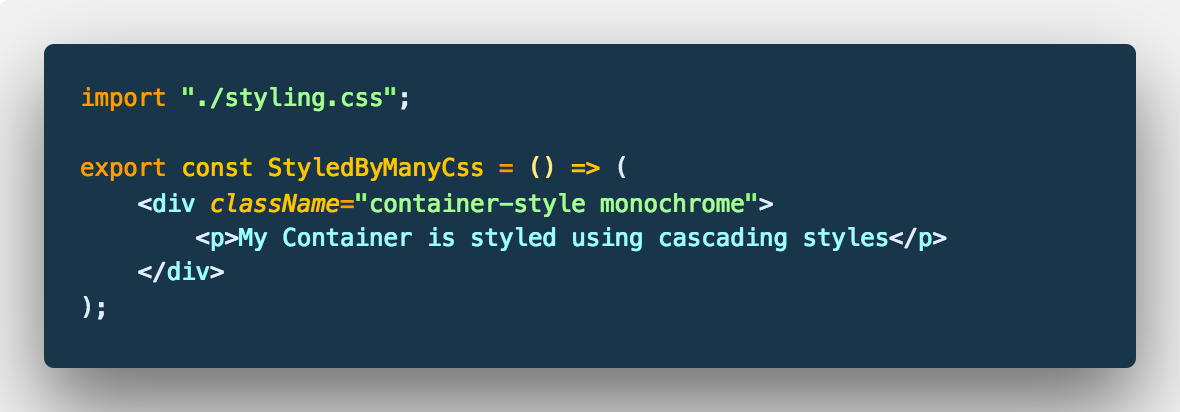 import "./styling.css";
export const StyledByManyCss = () => (
<div className="container-style monochrome">
<p>My Container is styled using cascading styles</p>
</div>
);